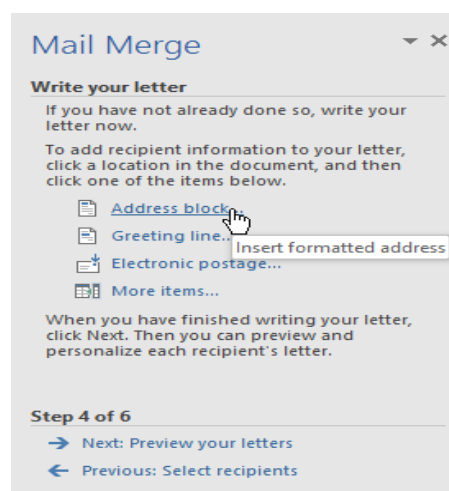 Mail Merge
Write your letter
If you have not already done so, write your
letter now.
To add recipient information to your letter,
click a location in the document, and then
click one of the items below.
Address block...
Greeting line...
Insert formatted address
Electronic postage...
More items...
When you have finished writing your letter,
click Next. Then you can preview and
personalize each recipient's letter.
Step 4 of 6
Next: Preview your letters
Previous: Select recipients